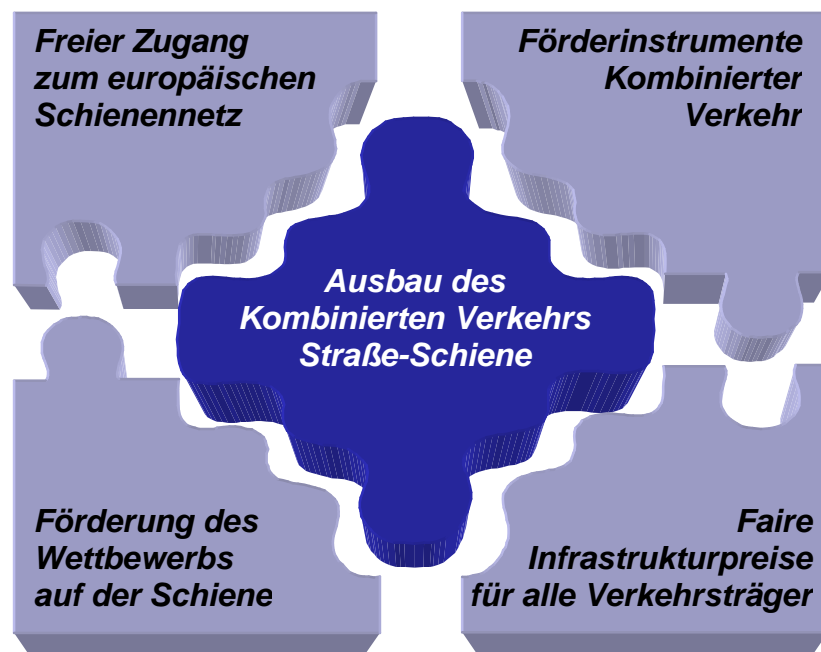 Freier Zugang
zum europäischen
Schienennetz
Förderinstrumente
Kombinierter
Verkehr
Ausbau des
Kombinierten Verkehrs
Straße-Schiene
Förderung des
Wettbewerbs
auf der Schiene
Faire
Infrastrukturpreise
für alle Verkehrsträger